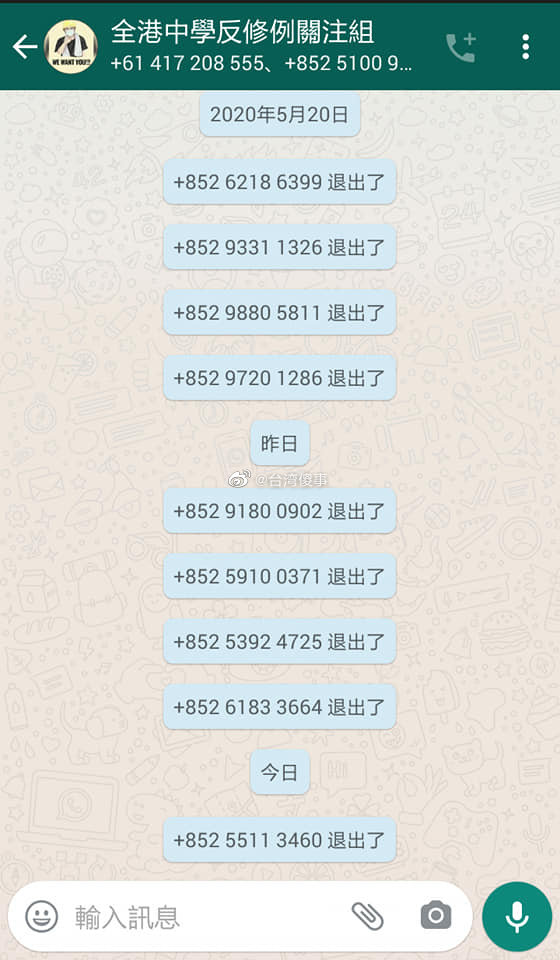 全港中學反修例關注組
+61 417 208 555、+852 5100 9...
WE WANT YOU!!
2020年5月20日
+852 6218 6399 退出了
+852 9331 1326 退出了
+852 9880 5811 退出了
+852 9720 1286 退出了
昨日
@台湾傻事
+852 9180 0902 退出了
+852 5910 0371 退出了
+852 5392 4725 退出了
+852 6183 3664 退出了
今日
+852 5511 3460 退出了
輸入訊息